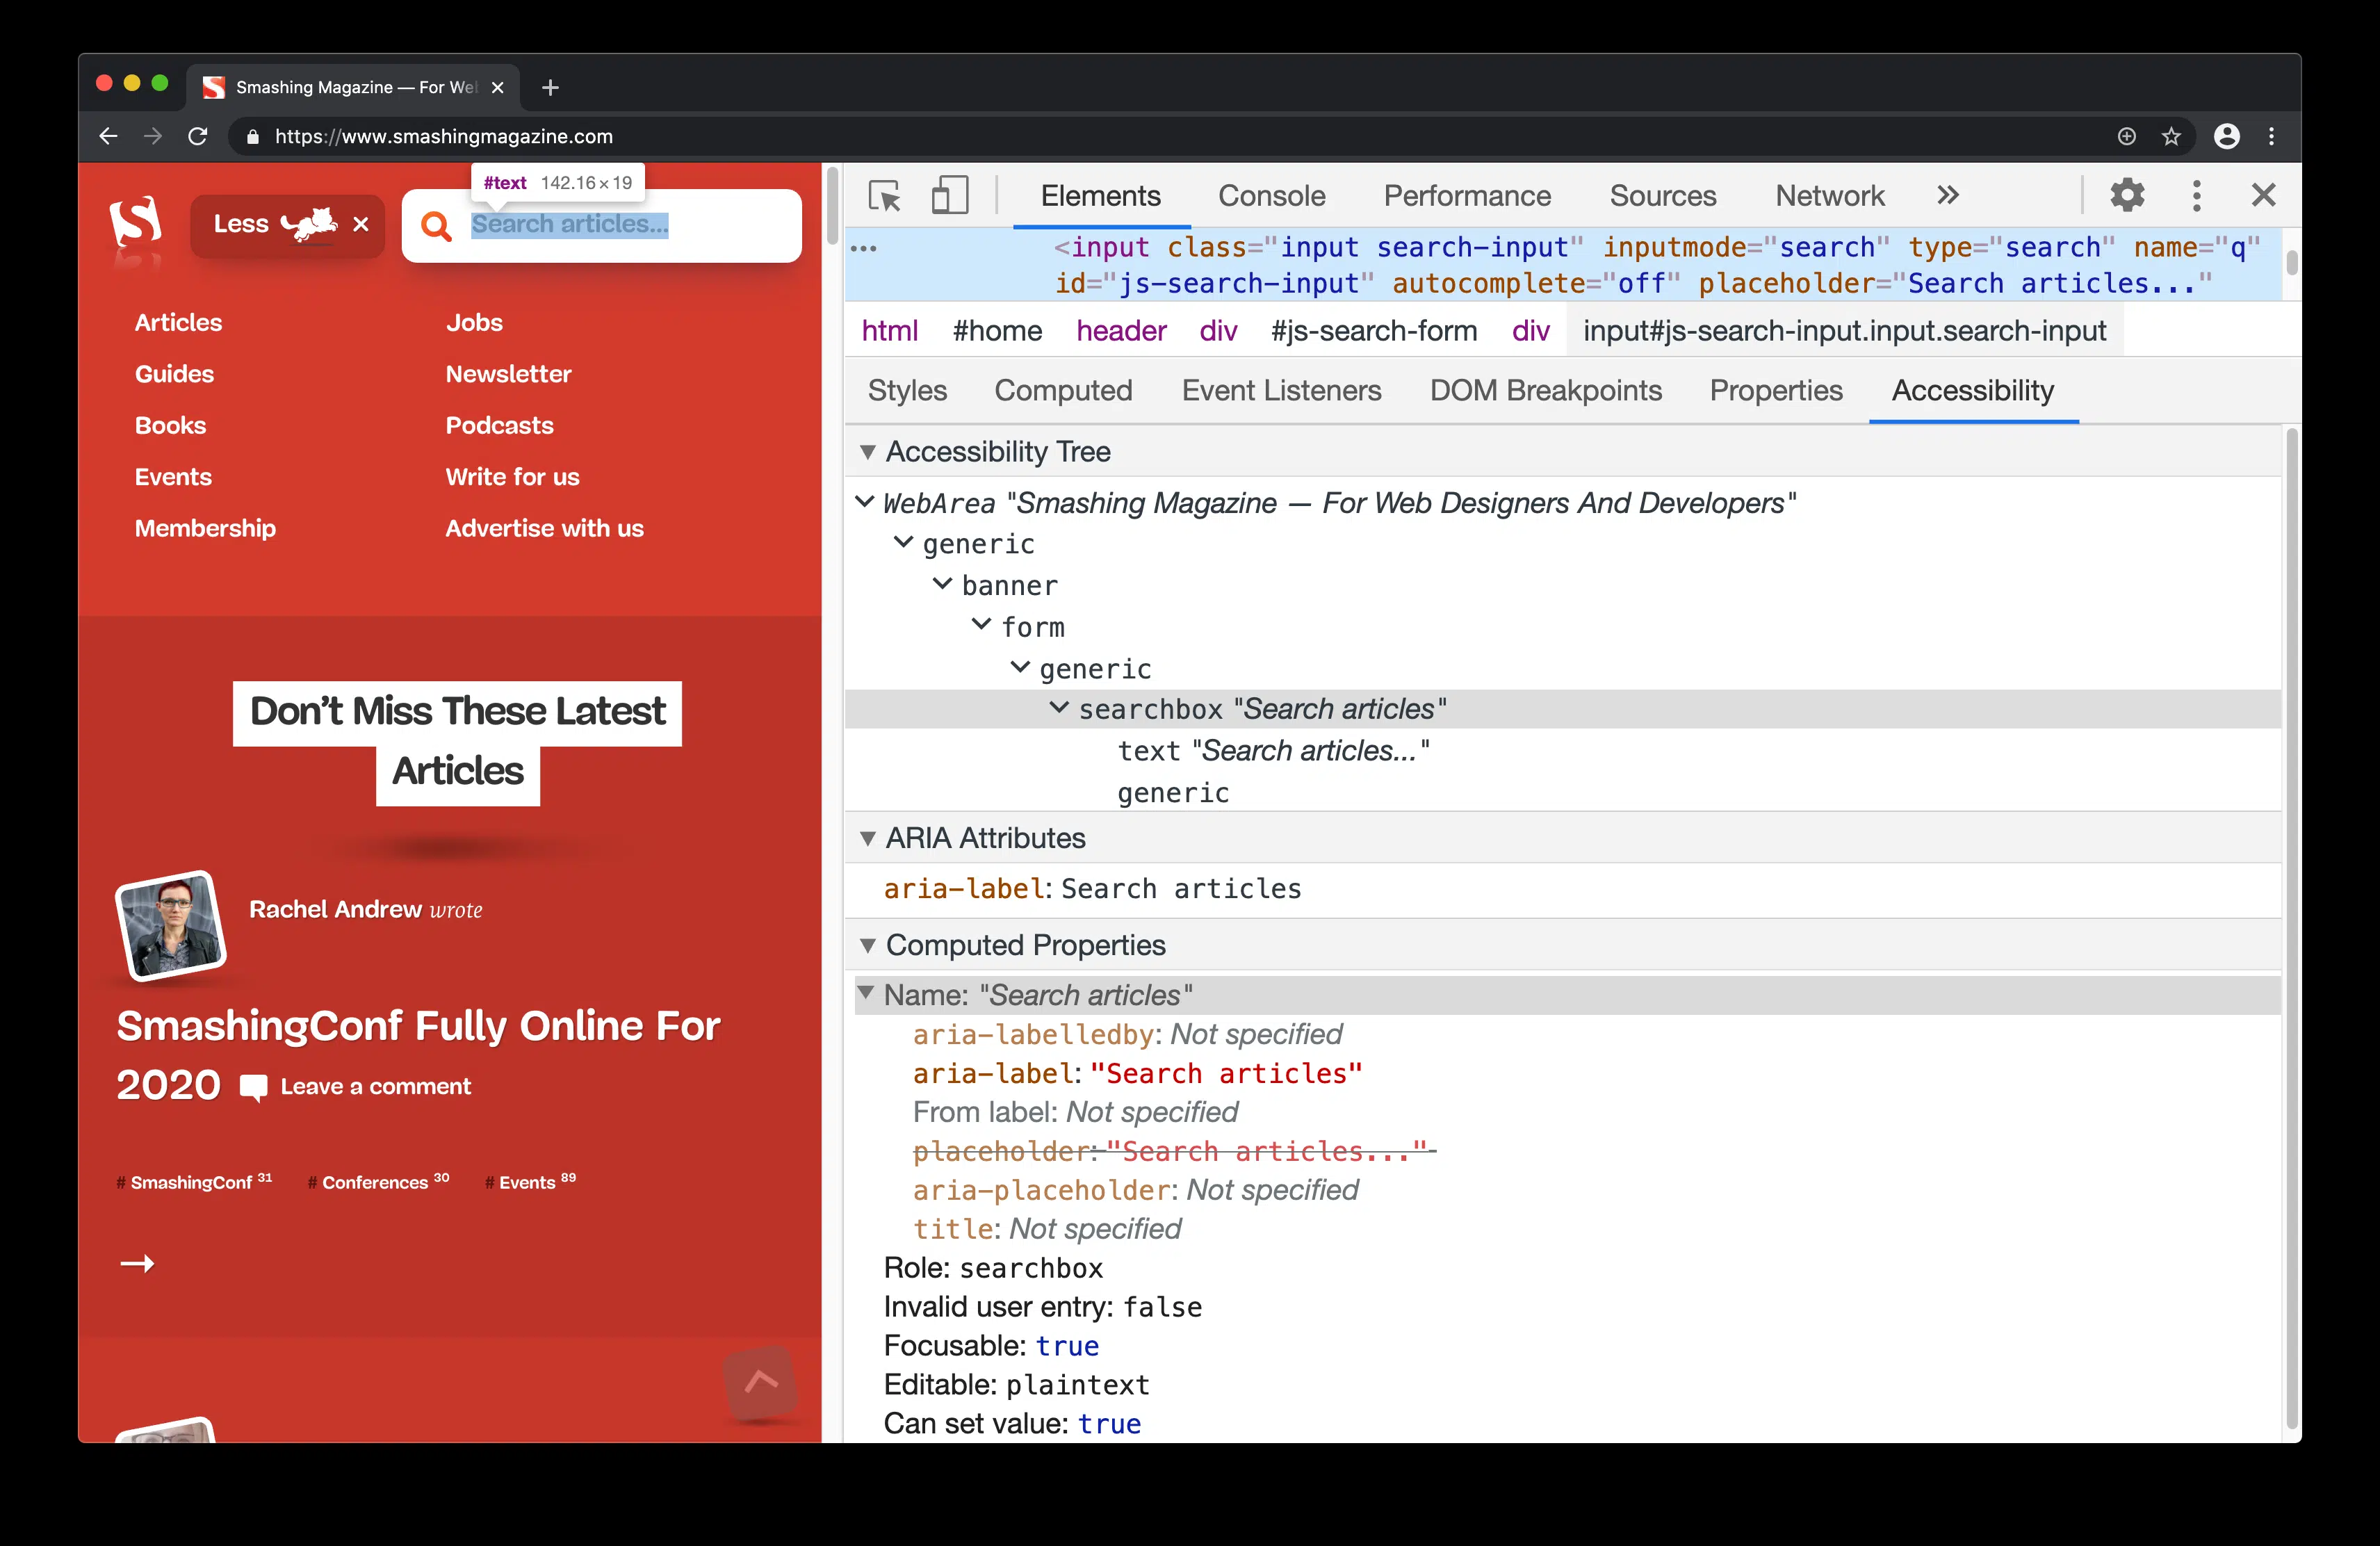 Smashing Magazine — For We
https://www.smashingmagazine.com
#text 142.16×19
Less
Search articles...
Articles
Jobs
Guides
Newsletter
Books
Podcasts
Events
Write for us
Membership
Advertise with us
Don’t Miss These Latest
Articles
Rachel Andrew wrote
SmashingConf Fully Online For
2020 Leave a comment
# SmashingConf 31 # Conferences 30 # Events 89
→
Elements Console Performance Sources Network »
… <input class="input search-input" inputmode="search" type="search" name="q"
id="js-search-input" autocomplete="off" placeholder="Search articles..."
html #home header div #js-search-form div input#js-search-input.input.search-input
Styles Computed Event Listeners DOM Breakpoints Properties Accessibility
Accessibility Tree
WebArea "Smashing Magazine — For Web Designers And Developers"
generic
banner
form
generic
searchbox "Search articles"
text "Search articles..."
generic
ARIA Attributes
aria-label: Search articles
Computed Properties
Name: "Search articles"
aria-labelledby: Not specified
aria-label: "Search articles"
From label: Not specified
placeholder: "Search articles..."
aria-placeholder: Not specified
title: Not specified
Role: searchbox
Invalid user entry: false
Focusable: true
Editable: plaintext
Can set value: true